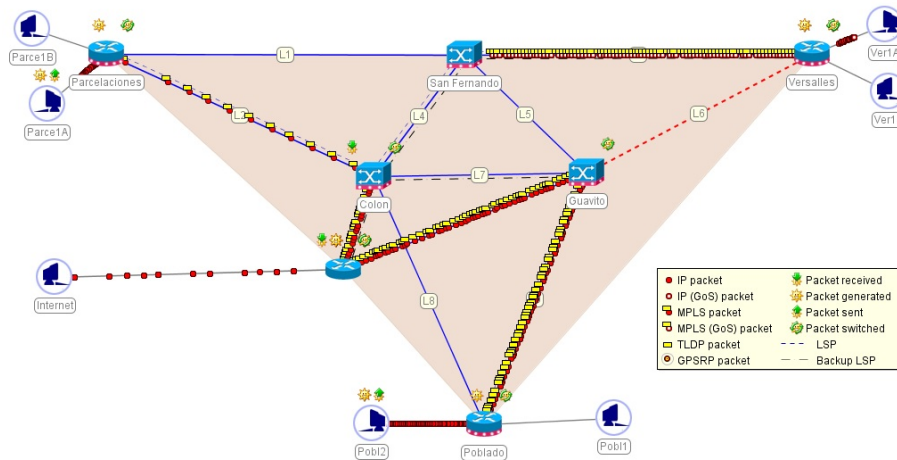 Parce1B
L1
Ver1A
San Fernando
Parcelaciones
Versalles
Parce1A
L4
L5
L6
Ver1
L7
Colon
Guavito
Internet
L8
IP packet
Packet received
IP (GoS) packet
Packet generated
MPLS packet
Packet sent
MPLS (GoS) packet
Packet switched
TLDP packet
LSP
GPSRP packet
Backup LSP
Pobl2
Poblado
Pobl1